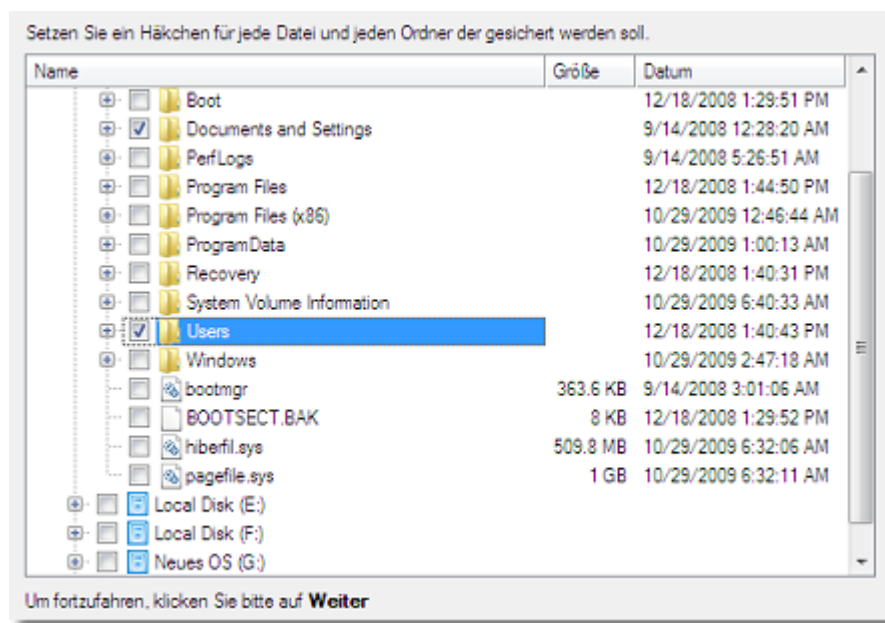 Setzen Sie ein Häkchen für jede Datei und jeden Ordner der gesichert werden soll.
Name Größe Datum
Boot 12/18/2008 1:29:51 PM
Documents and Settings 9/14/2008 12:28:20 AM
PerfLogs 9/14/2008 5:26:51 AM
Program Files 12/18/2008 1:44:50 PM
Program Files (x86) 10/29/2009 12:46:44 AM
ProgramData 10/29/2009 1:00:13 AM
Recovery 12/18/2008 1:40:31 PM
System Volume Information 10/29/2009 6:40:33 AM
Users 12/18/2008 1:40:43 PM
Windows 10/29/2009 2:47:18 AM
bootmgr 363.6 KB 9/14/2008 3:01:06 AM
BOOTSECT.BAK 8 KB 12/18/2008 1:29:52 PM
hiberfil.sys 509.8 MB 10/29/2009 6:32:06 AM
pagefile.sys 1 GB 10/29/2009 6:32:11 AM
Local Disk (E:)
Local Disk (F:)
Neues OS (G:)
Um fortzufahren, klicken Sie bitte auf Weiter